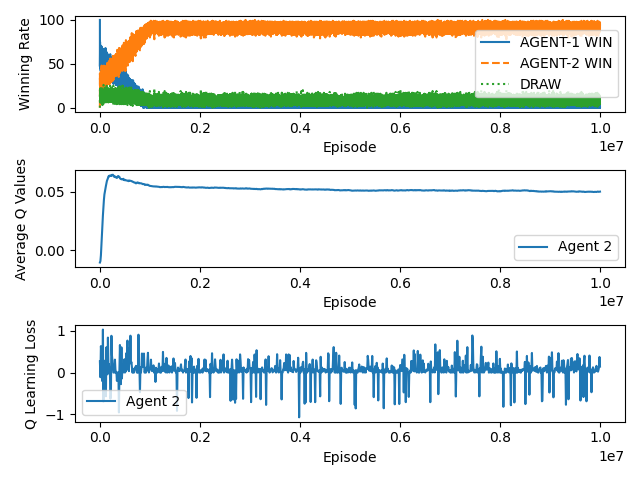 Winning Rate
100
50
0
AGENT-1 WIN
AGENT-2 WIN
DRAW
0.0 0.2 0.4 0.6 0.8 1.0
1e7
Episode
Average Q Values
0.05
0.00
Agent 2
0.0 0.2 0.4 0.6 0.8 1.0
1e7
Episode
Q Learning Loss
1
0
−1
Agent 2
0.0 0.2 0.4 0.6 0.8 1.0
1e7
Episode